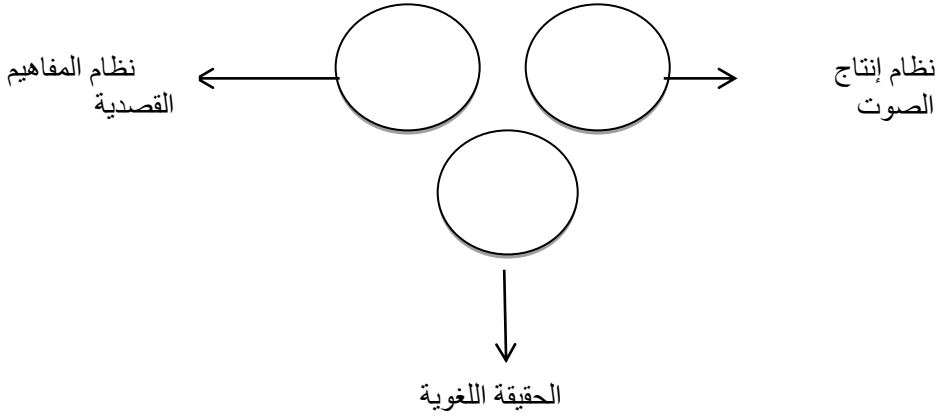 نظام إنتاج
الصوت
نظام المفاهيم
القصدية
الحقيقة اللغوية